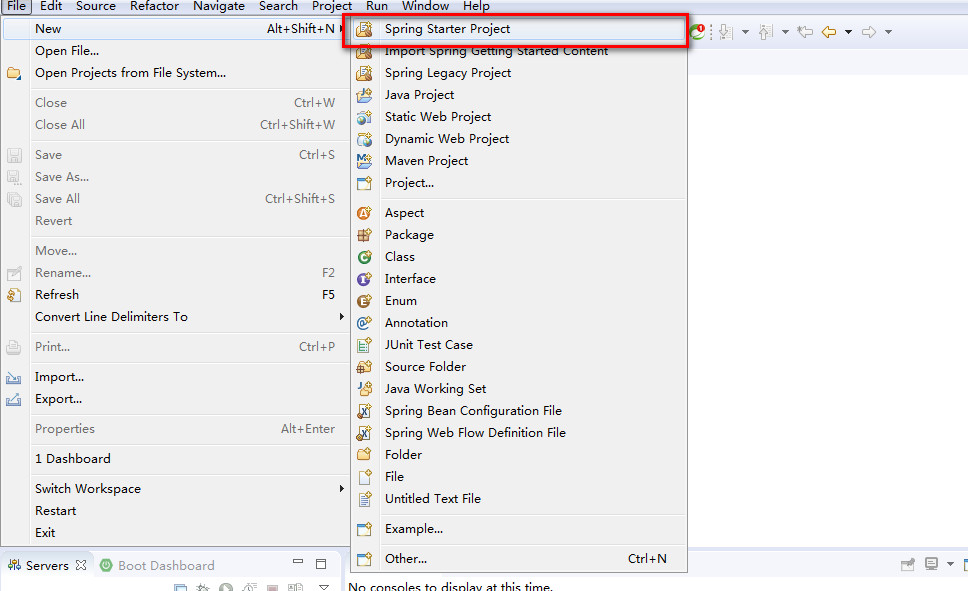 File Edit Source Refactor Navigate Search Project Run Window Help
New Alt+Shift+N
Open File...
Open Projects from File System...
Close Ctrl+W
Close All Ctrl+Shift+W
Save Ctrl+S
Save As...
Save All Ctrl+Shift+S
Revert
Move...
Rename... F2
Refresh F5
Convert Line Delimiters To
Print... Ctrl+P
Import...
Export...
Properties Alt+Enter
1 Dashboard
Switch Workspace
Restart
Exit
Spring Starter Project
Import Spring Getting Started Content
Spring Legacy Project
Java Project
Static Web Project
Dynamic Web Project
Maven Project
Project...
Aspect
Package
Class
Interface
Enum
Annotation
JUnit Test Case
Source Folder
Java Working Set
Spring Bean Configuration File
Spring Web Flow Definition File
Folder
File
Untitled Text File
Example...
Other... Ctrl+N
Servers Boot Dashboard
No consoles to display at this time.